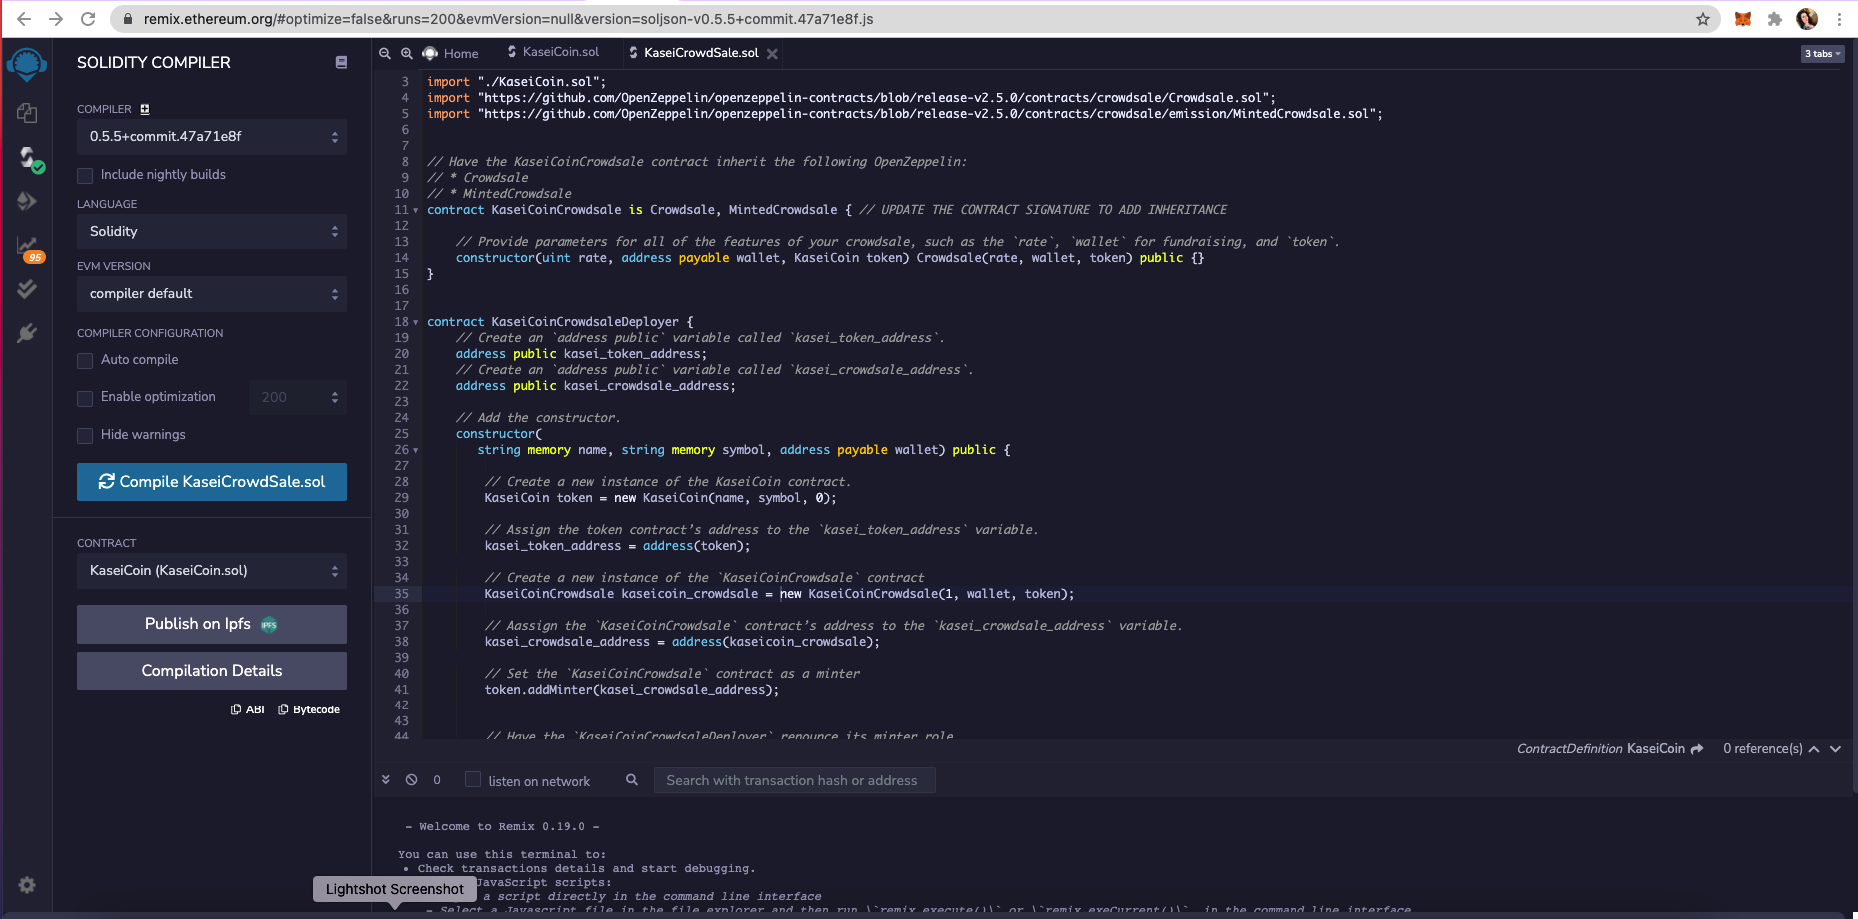 remix.ethereum.org/#optimize=false&runs=200&evmVersion=null&version=soljson-v0.5.5+commit.47a71e8f.js
SOLIDITY COMPILER
COMPILER
0.5.5+commit.47a71e8f
Include nightly builds
LANGUAGE
Solidity
EVM VERSION
compiler default
COMPILER CONFIGURATION
Auto compile
Enable optimization
200
Hide warnings
Compile KaseiCrowdSale.sol
CONTRACT
KaseiCoin (KaseiCoin.sol)
Publish on Ipfs
IPFS
Compilation Details
ABI
Bytecode
95
Home
KaseiCoin.sol
KaseiCrowdSale.sol
3 tabs
3 import "./KaseiCoin.sol";
4 import "https://github.com/OpenZeppelin/openzeppelin-contracts/blob/release-v2.5.0/contracts/crowdsale/Crowdsale.sol";
5 import "https://github.com/OpenZeppelin/openzeppelin-contracts/blob/release-v2.5.0/contracts/crowdsale/emission/MintedCrowdsale.sol";
6
7
8 // Have the KaseiCoinCrowdsale contract inherit the following OpenZeppelin:
9 // * Crowdsale
10 // * MintedCrowdsale
11 contract KaseiCoinCrowdsale is Crowdsale, MintedCrowdsale { // UPDATE THE CONTRACT SIGNATURE TO ADD INHERITANCE
12
13 // Provide parameters for all of the features of your crowdsale, such as the `rate`, `wallet` for fundraising, and `token`.
14 constructor(uint rate, address payable wallet, KaseiCoin token) Crowdsale(rate, wallet, token) public {}
15 }
16
17
18 contract KaseiCoinCrowdsaleDeployer {
19 // Create an `address public` variable called `kasei_token_address`.
20 address public kasei_token_address;
21 // Create an `address public` variable called `kasei_crowdsale_address`.
22 address public kasei_crowdsale_address;
23
24 // Add the constructor.
25 constructor(
26 string memory name, string memory symbol, address payable wallet) public {
27
28 // Create a new instance of the KaseiCoin contract.
29 KaseiCoin token = new KaseiCoin(name, symbol, 0);
30
31 // Assign the token contract’s address to the `kasei_token_address` variable.
32 kasei_token_address = address(token);
33
34 // Create a new instance of the `KaseiCoinCrowdsale` contract
35 KaseiCoinCrowdsale kaseicoin_crowdsale = new KaseiCoinCrowdsale(1, wallet, token);
36
37 // Aassign the `KaseiCoinCrowdsale` contract’s address to the `kasei_crowdsale_address` variable.
38 kasei_crowdsale_address = address(kaseicoin_crowdsale);
39
40 // Set the `KaseiCoinCrowdsale` contract as a minter
41 token.addMinter(kasei_crowdsale_address);
42
43
44 // Have the `KaseiCoinCrowdsaleDeployer` renounce its minter role
ContractDefinition KaseiCoin 0 reference(s)
0 listen on network Search with transaction hash or address
- Welcome to Remix 0.19.0 -
You can use this terminal to:
• Check transactions details and start debugging.
JavaScript scripts:
a script directly in the command line interface
- Select a Javascript file in the file explorer and then run \`remix.execute()\` or \`remix.exeCurrent()\` in the command line interface
Lightshot Screenshot